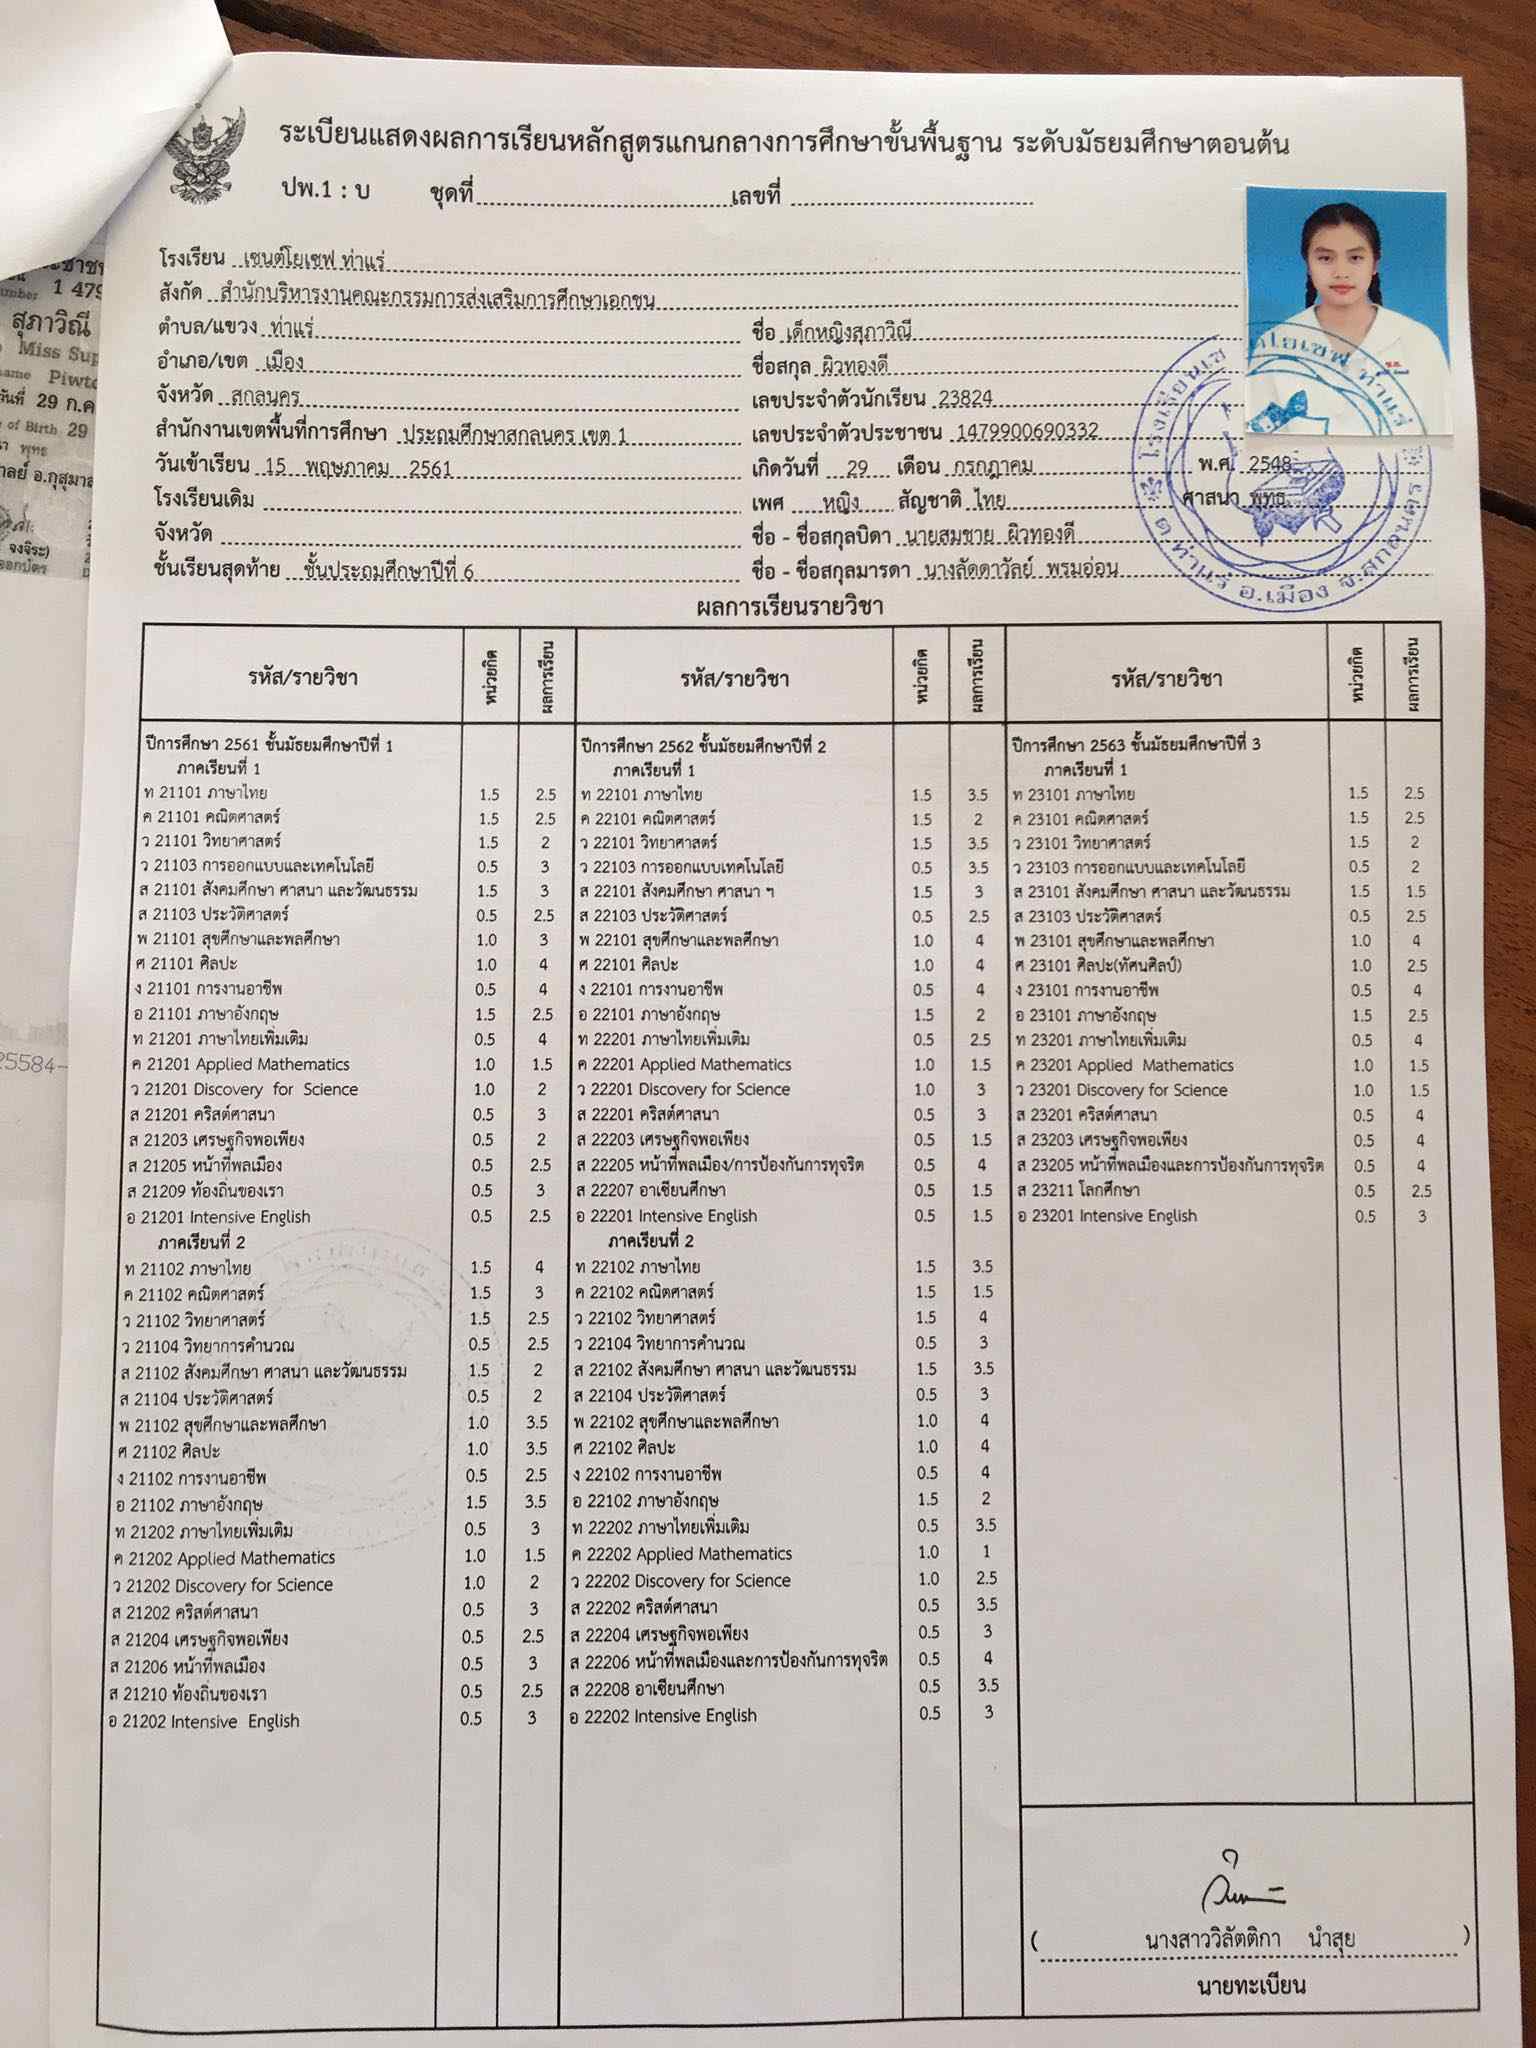 ระเบียนแสดงผลการเรียนหลักสูตรแกนกลางการศึกษาขั้นพื้นฐาน ระดับมัธยมศึกษาตอนต้น
ปพ.1 : บ ชุดที่ เลขที่
โรงเรียน เซนต์โยเซฟ ท่าแร่
สังกัด สำนักบริหารงานคณะกรรมการส่งเสริมการศึกษาเอกชน
ตำบล/แขวง ท่าแร่ ชื่อ เด็กหญิงสุภาวิณี
อำเภอ/เขต เมือง ชื่อสกุล ผิวทองดี
จังหวัด สกลนคร เลขประจำตัวนักเรียน 23824
สำนักงานเขตพื้นที่การศึกษา ประถมศึกษาสกลนคร เขต 1 เลขประจำตัวประชาชน 1479900690332
วันเข้าเรียน 15 พฤษภาคม 2561 เกิดวันที่ 29 เดือน กรกฎาคม พ.ศ. 2548
โรงเรียนเดิม เพศ หญิง สัญชาติ ไทย ศาสนา พุทธ
จังหวัด ชื่อ - ชื่อสกุลบิดา นายสมชาย ผิวทองดี
ชั้นเรียนสุดท้าย ชั้นประถมศึกษาปีที่ 6 ชื่อ - ชื่อสกุลมารดา นางลัดดาวัลย์ พรมอ่อน
ต.ท่าแร่ อ.เมือง จ.สกลนคร
ผลการเรียนรายวิชา
รหัส/รายวิชา หน่วยกิต ผลการเรียน รหัส/รายวิชา หน่วยกิต ผลการเรียน รหัส/รายวิชา หน่วยกิต ผลการเรียน
ปีการศึกษา 2561 ชั้นมัธยมศึกษาปีที่ 1
ภาคเรียนที่ 1
ท 21101 ภาษาไทย 1.5 2.5
ค 21101 คณิตศาสตร์ 1.5 2.5
ว 21101 วิทยาศาสตร์ 1.5 2
ว 21103 การออกแบบและเทคโนโลยี 0.5 3
ส 21101 สังคมศึกษา ศาสนา และวัฒนธรรม 1.5 3
ส 21103 ประวัติศาสตร์ 0.5 2.5
พ 21101 สุขศึกษาและพลศึกษา 1.0 3
ศ 21101 ศิลปะ 1.0 4
ง 21101 การงานอาชีพ 0.5 4
อ 21101 ภาษาอังกฤษ 1.5 2.5
ท 21201 ภาษาไทยเพิ่มเติม 0.5 4
ค 21201 Applied Mathematics 1.0 1.5
ว 21201 Discovery for Science 1.0 2
ส 21201 คริสต์ศาสนา 0.5 3
ส 21203 เศรษฐกิจพอเพียง 0.5 2
ส 21205 หน้าที่พลเมือง 0.5 2.5
ส 21209 ท้องถิ่นของเรา 0.5 3
อ 21201 Intensive English 0.5 2.5
ภาคเรียนที่ 2
ท 21102 ภาษาไทย 1.5 4
ค 21102 คณิตศาสตร์ 1.5 3
ว 21102 วิทยาศาสตร์ 1.5 2.5
ว 21104 วิทยาการคำนวณ 0.5 2.5
ส 21102 สังคมศึกษา ศาสนา และวัฒนธรรม 1.5 2
ส 21104 ประวัติศาสตร์ 0.5 2
พ 21102 สุขศึกษาและพลศึกษา 1.0 3.5
ศ 21102 ศิลปะ 1.0 3.5
ง 21102 การงานอาชีพ 0.5 2.5
อ 21102 ภาษาอังกฤษ 1.5 3.5
ท 21202 ภาษาไทยเพิ่มเติม 0.5 3
ค 21202 Applied Mathematics 1.0 1.5
ว 21202 Discovery for Science 1.0 2
ส 21202 คริสต์ศาสนา 0.5 3
ส 21204 เศรษฐกิจพอเพียง 0.5 2.5
ส 21206 หน้าที่พลเมือง 0.5 3
ส 21210 ท้องถิ่นของเรา 0.5 2.5
อ 21202 Intensive English 0.5 3
ปีการศึกษา 2562 ชั้นมัธยมศึกษาปีที่ 2
ภาคเรียนที่ 1
ท 22101 ภาษาไทย 1.5 3.5
ค 22101 คณิตศาสตร์ 1.5 2
ว 22101 วิทยาศาสตร์ 1.5 3.5
ว 22103 การออกแบบเทคโนโลยี 0.5 3.5
ส 22101 สังคมศึกษา ศาสนา ฯ 1.5 3
ส 22103 ประวัติศาสตร์ 0.5 2.5
พ 22101 สุขศึกษาและพลศึกษา 1.0 4
ศ 22101 ศิลปะ 1.0 4
ง 22101 การงานอาชีพ 0.5 4
อ 22101 ภาษาอังกฤษ 1.5 2
ท 22201 ภาษาไทยเพิ่มเติม 0.5 2.5
ค 22201 Applied Mathematics 1.0 1.5
ว 22201 Discovery for Science 1.0 3
ส 22201 คริสต์ศาสนา 0.5 3
ส 22203 เศรษฐกิจพอเพียง 0.5 1.5
ส 22205 หน้าที่พลเมือง/การป้องกันการทุจริต 0.5 4
ส 22207 อาเซียนศึกษา 0.5 1.5
อ 22201 Intensive English 0.5 1.5
ภาคเรียนที่ 2
ท 22102 ภาษาไทย 1.5 3.5
ค 22102 คณิตศาสตร์ 1.5 1.5
ว 22102 วิทยาศาสตร์ 1.5 4
ว 22104 วิทยาการคำนวณ 0.5 3
ส 22102 สังคมศึกษา ศาสนา และวัฒนธรรม 1.5 3.5
ส 22104 ประวัติศาสตร์ 0.5 3
พ 22102 สุขศึกษาและพลศึกษา 1.0 4
ศ 22102 ศิลปะ 1.0 4
ง 22102 การงานอาชีพ 0.5 4
อ 22102 ภาษาอังกฤษ 1.5 2
ท 22202 ภาษาไทยเพิ่มเติม 0.5 3.5
ค 22202 Applied Mathematics 1.0 1
ว 22202 Discovery for Science 1.0 2.5
ส 22202 คริสต์ศาสนา 0.5 3.5
ส 22204 เศรษฐกิจพอเพียง 0.5 3
ส 22206 หน้าที่พลเมืองและการป้องกันการทุจริต 0.5 4
ส 22208 อาเซียนศึกษา 0.5 3.5
อ 22202 Intensive English 0.5 3
ปีการศึกษา 2563 ชั้นมัธยมศึกษาปีที่ 3
ภาคเรียนที่ 1
ท 23101 ภาษาไทย 1.5 2.5
ค 23101 คณิตศาสตร์ 1.5 2.5
ว 23101 วิทยาศาสตร์ 1.5 2
ว 23103 การออกแบบและเทคโนโลยี 0.5 2
ส 23101 สังคมศึกษา ศาสนา และวัฒนธรรม 1.5 1.5
ส 23103 ประวัติศาสตร์ 0.5 2.5
พ 23101 สุขศึกษาและพลศึกษา 1.0 4
ศ 23101 ศิลปะ(ทัศนศิลป์) 1.0 2.5
ง 23101 การงานอาชีพ 0.5 4
อ 23101 ภาษาอังกฤษ 1.5 2.5
ท 23201 ภาษาไทยเพิ่มเติม 0.5 4
ค 23201 Applied Mathematics 1.0 1.5
ว 23201 Discovery for Science 1.0 1.5
ส 23201 คริสต์ศาสนา 0.5 4
ส 23203 เศรษฐกิจพอเพียง 0.5 4
ส 23205 หน้าที่พลเมืองและการป้องกันการทุจริต 0.5 4
ส 23211 โลกศึกษา 0.5 2.5
อ 23201 Intensive English 0.5 3
( นางสาววิลัตติกา นำสุย )
นายทะเบียน
1 479
สุภาวิณี
Miss Sup
Piwto
29 ก.ค
of Birth 29
พุทธ
อ.กุสุมาล
จงจิระ)
25584-